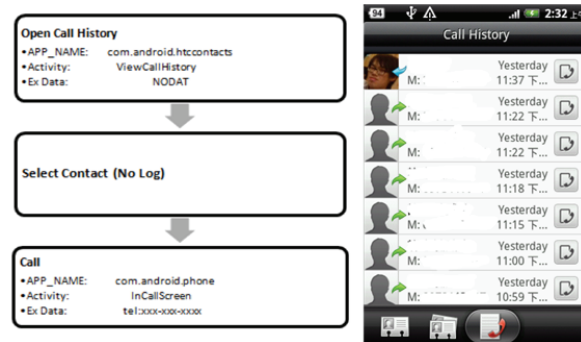 Open Call History
•APP_NAME: com.android.htccontacts
•Activity: ViewCallHistory
•Ex Data: NODAT
Select Contact (No Log)
Call
•APP_NAME: com.android.phone
•Activity: InCallScreen
•Ex Data: tel:xxx-xxx-xxxx
94
2:32 上午
Call History
Yesterday
M: 11:37 下...
Yesterday
M: 11:22 下...
Yesterday
M: 11:22 下...
Yesterday
M: 11:18 下...
Yesterday
M: 11:15 下...
Yesterday
M: 11:00 下...
Yesterday
M: 10:59 下...